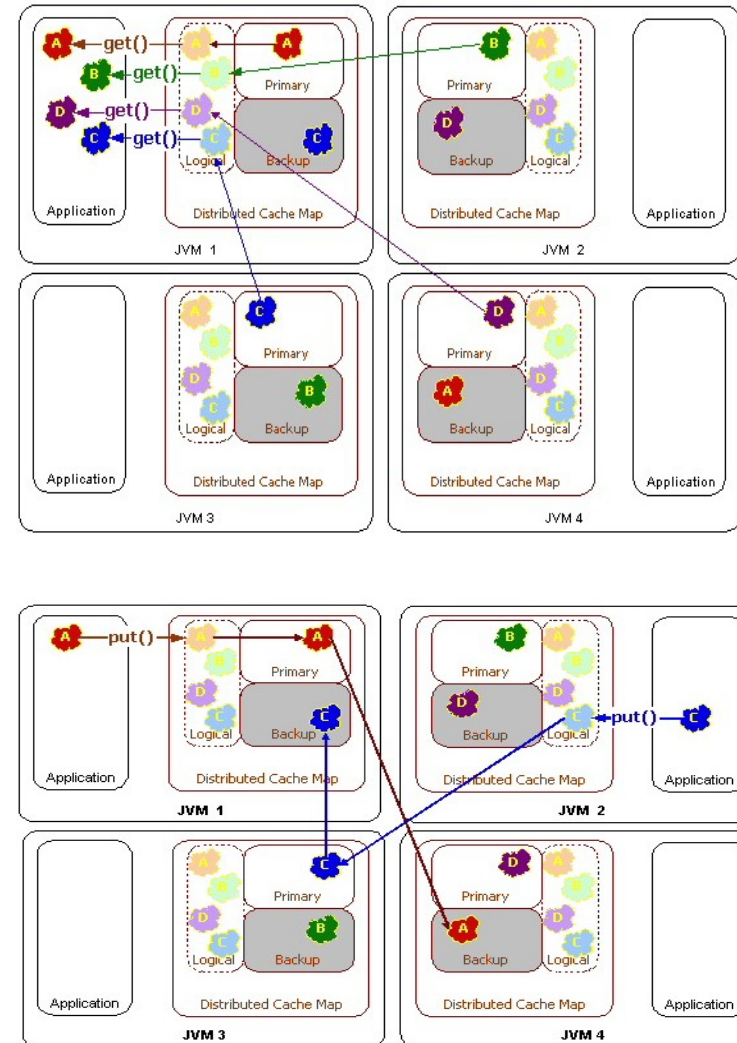 A get() A A
B get() B B
Primary Primary
D get() D D
C get() C C
Logical Backup Backup Logical
Application Distributed Cache Map Distributed Cache Map Application
JVM 1 JVM 2
A C D A
B Primary Primary B
D B A D
C C
Logical Backup Backup Logical
Application Distributed Cache Map Distributed Cache Map Application
JVM 3 JVM 4
A put() A A B A
B Primary Primary B
D D D
C C C put() C
Logical Backup Backup Logical
Application Distributed Cache Map Distributed Cache Map Application
JVM 1 JVM 2
A C D A
B Primary Primary B
D B A D
C C
Logical Backup Backup Logical
Application Distributed Cache Map Distributed Cache Map Application
JVM 3 JVM 4